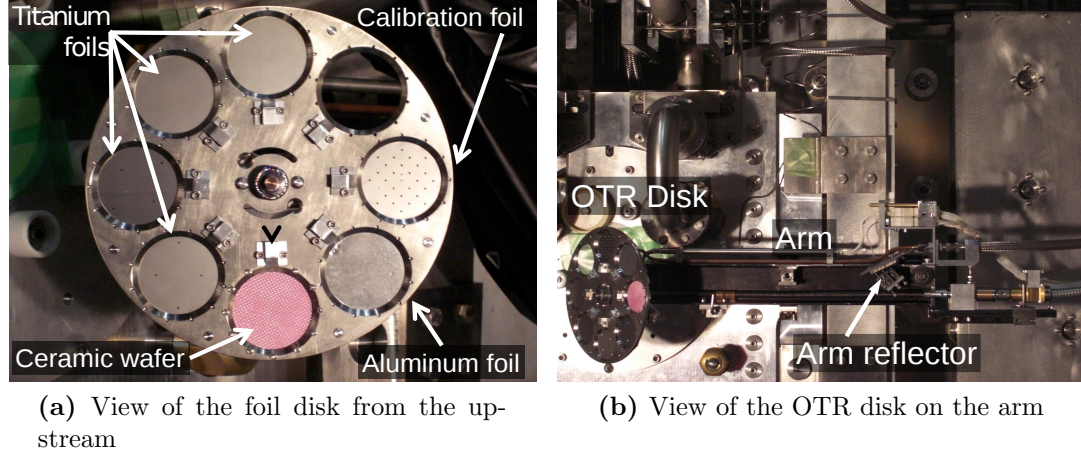 Titanium
foils
Calibration foil
Ceramic wafer
Aluminum foil
OTR Disk
Arm
Arm reflector
(a) View of the foil disk from the up-
stream
(b) View of the OTR disk on the arm